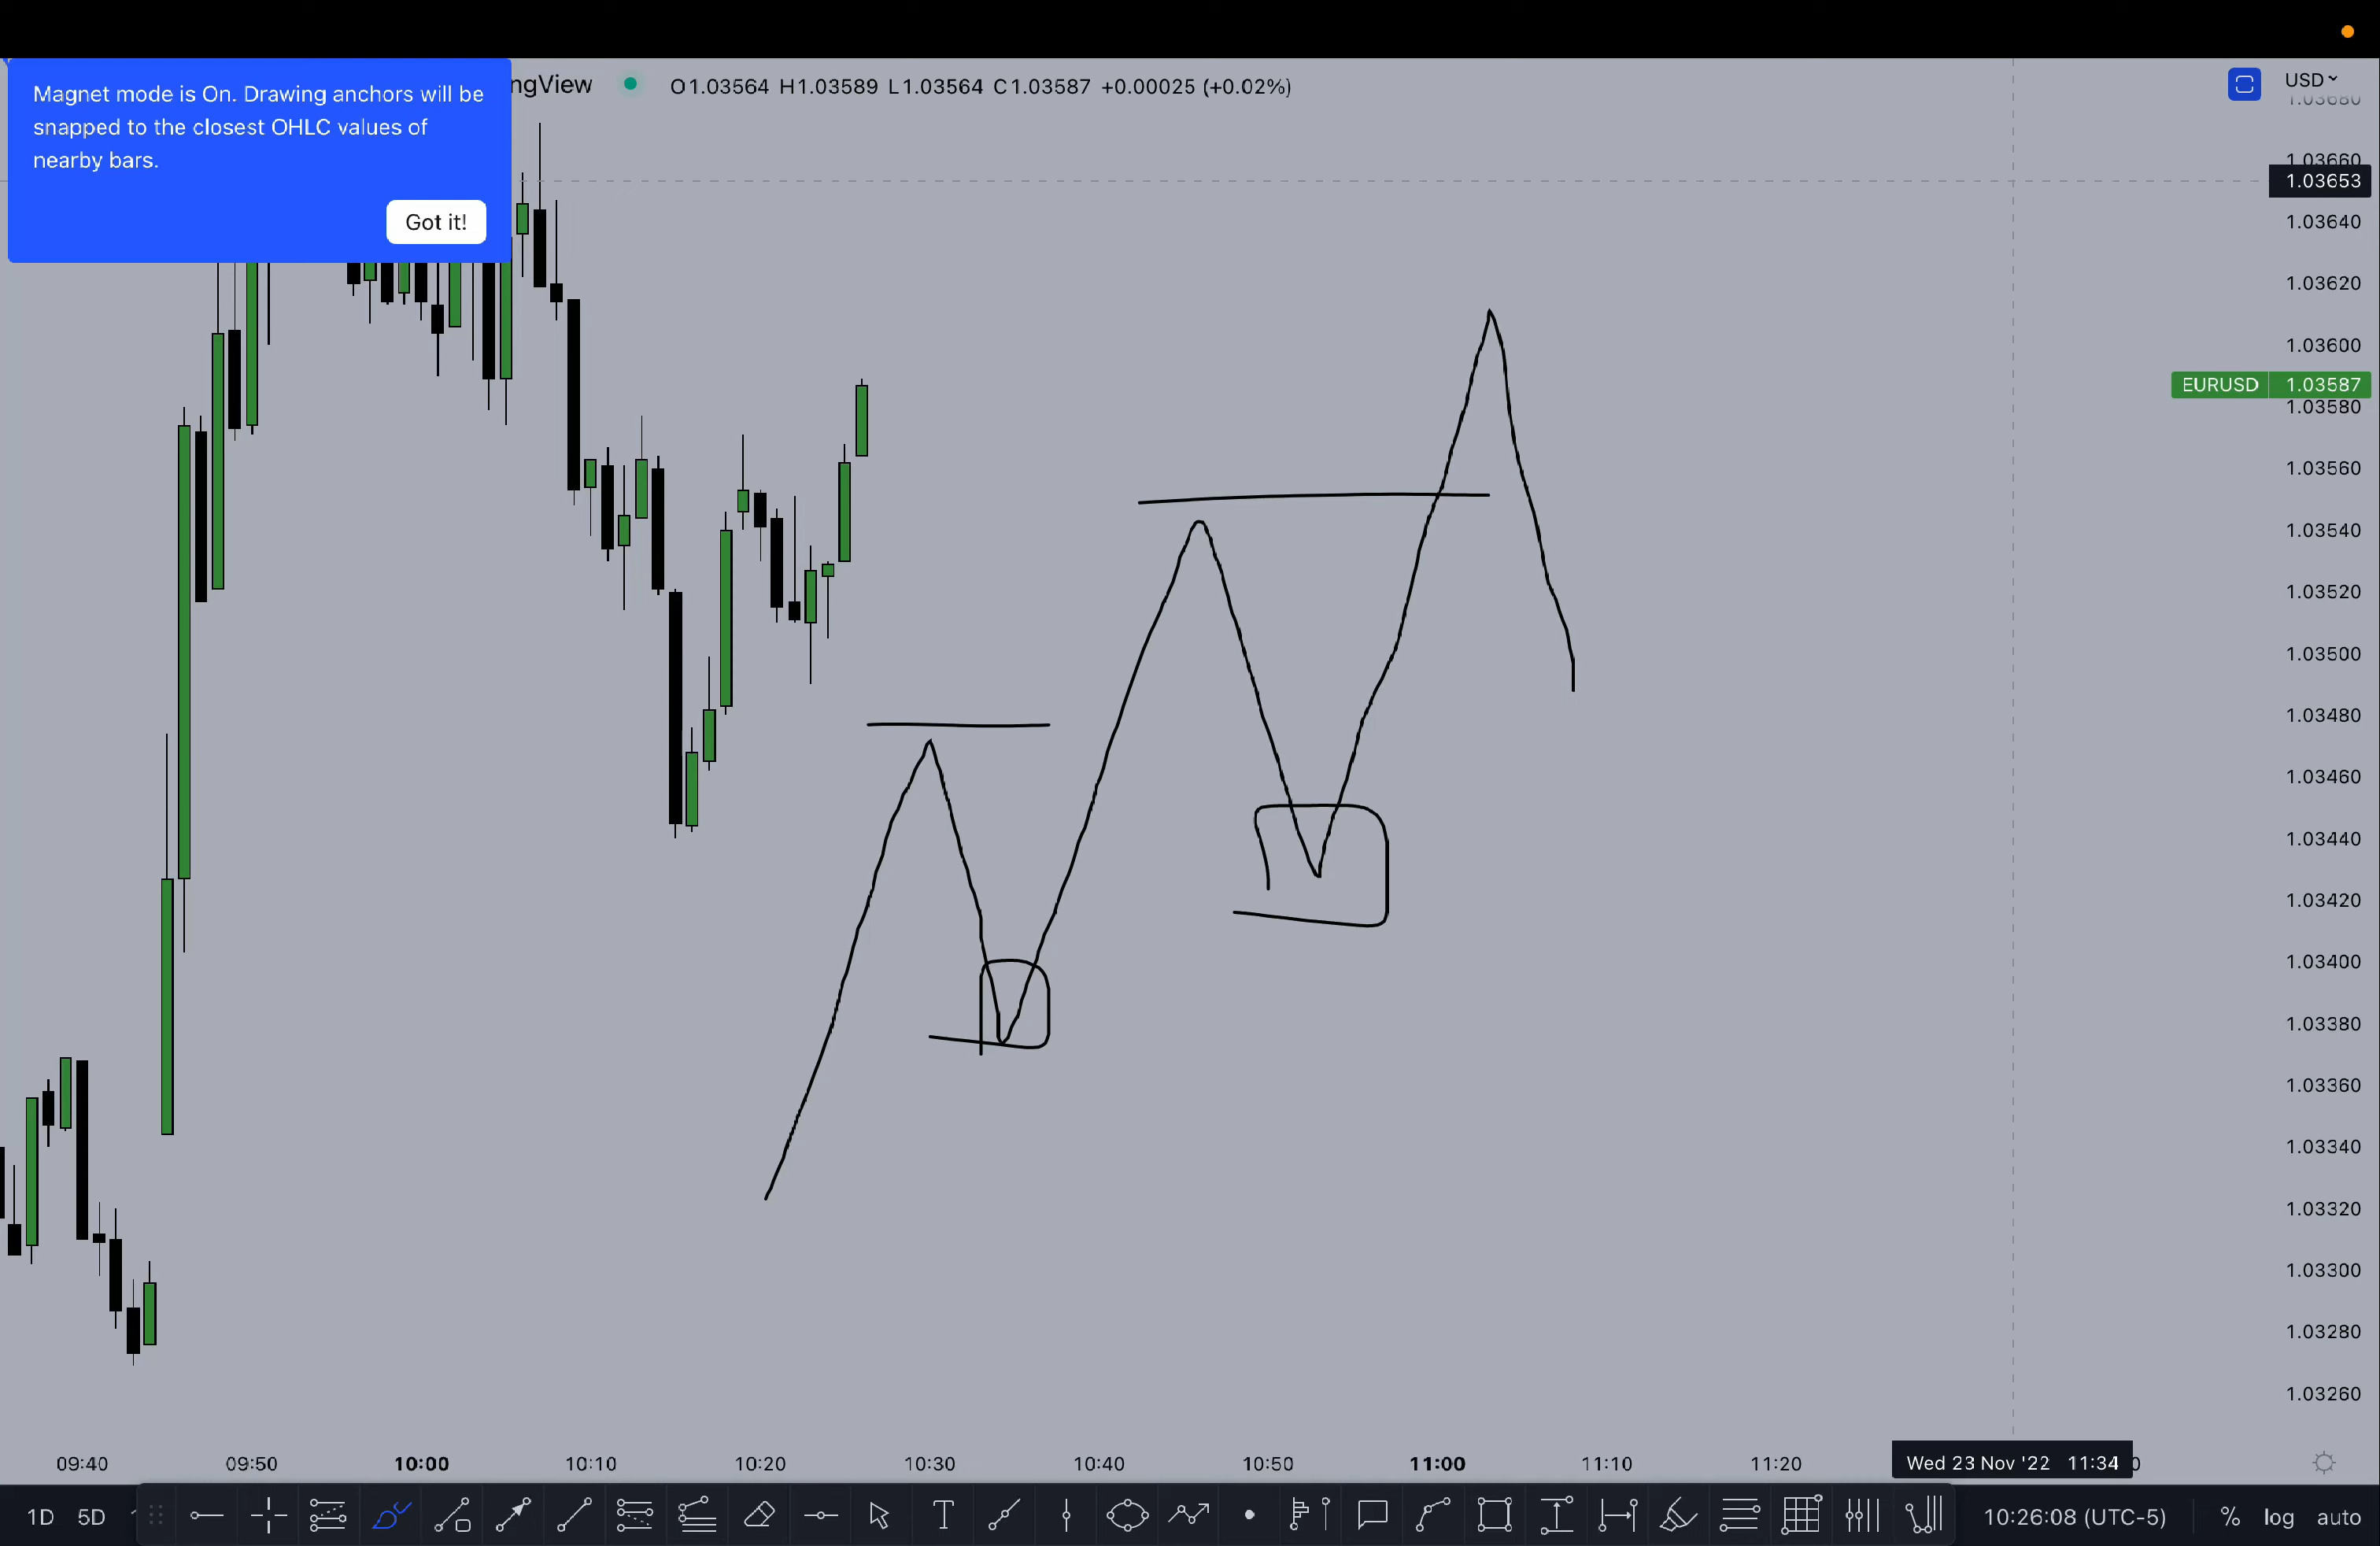 Magnet mode is On. Drawing anchors will be
snapped to the closest OHLC values of
nearby bars.
Got it!
ngView
O1.03564 H1.03589 L1.03564 C1.03587 +0.00025 (+0.02%)
USD
1.03680
1.03660
1.03653
1.03640
1.03620
1.03600
EURUSD 1.03587
1.03580
1.03560
1.03540
1.03520
1.03500
1.03480
1.03460
1.03440
1.03420
1.03400
1.03380
1.03360
1.03340
1.03320
1.03300
1.03280
1.03260
09:40 09:50 10:00 10:10 10:20 10:30 10:40 10:50 11:00 11:10 11:20 Wed 23 Nov '22 11:34
1D 5D 10:26:08 (UTC-5) % log auto